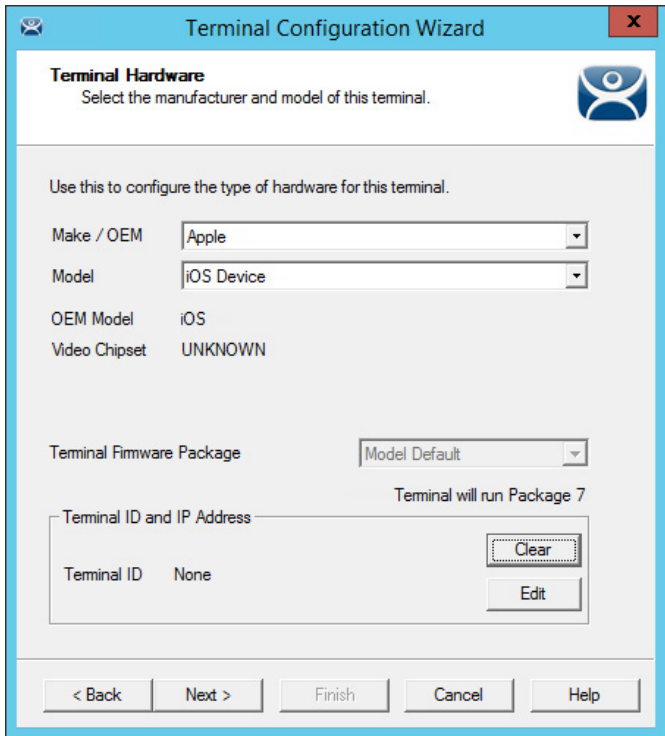 Terminal Configuration Wizard
x
Terminal Hardware
Select the manufacturer and model of this terminal.
Use this to configure the type of hardware for this terminal.
Make / OEM Apple
Model iOS Device
OEM Model iOS
Video Chipset UNKNOWN
Terminal Firmware Package Model Default
Terminal will run Package 7
Terminal ID and IP Address
Clear
Terminal ID None
Edit
< Back Next > Finish Cancel Help